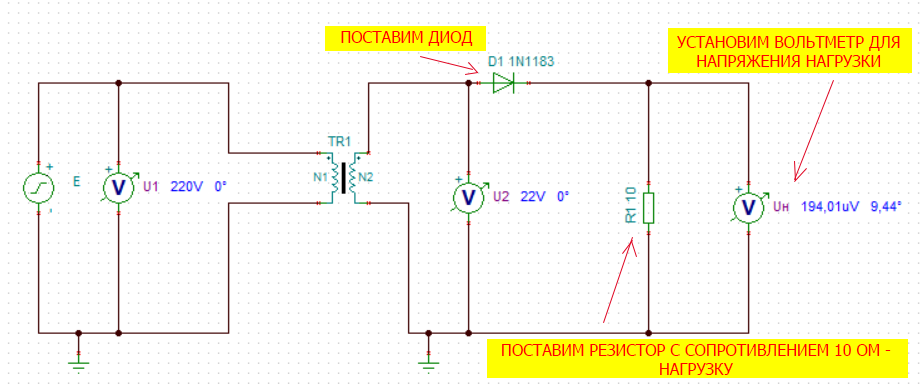 ПОСТАВИМ ДИОД
УСТАНОВИМ ВОЛЬТМЕТР ДЛЯ
НАПРЯЖЕНИЯ НАГРУЗКИ
D1 1N1183
TR1
N1
N2
E
V
U1 220V 0°
V
U2 22V 0°
R1 10
V
Uн 194,01uV 9,44°
ПОСТАВИМ РЕЗИСТОР С СОПРОТИВЛЕНИЕМ 10 ОМ -
НАГРУЗКУ